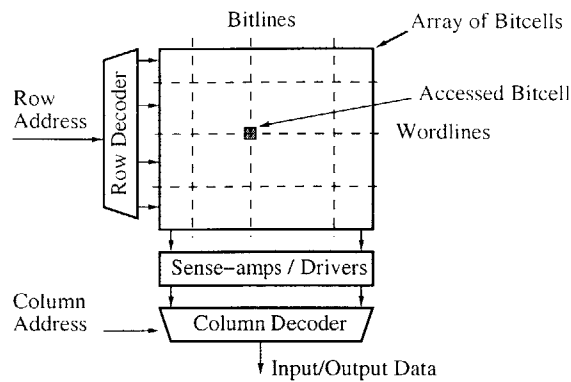 Bitlines
Array of Bitcells
Row
Address
Row Decoder
Accessed Bitcell
Wordlines
Sense-amps / Drivers
Column
Address
Column Decoder
Input/Output Data